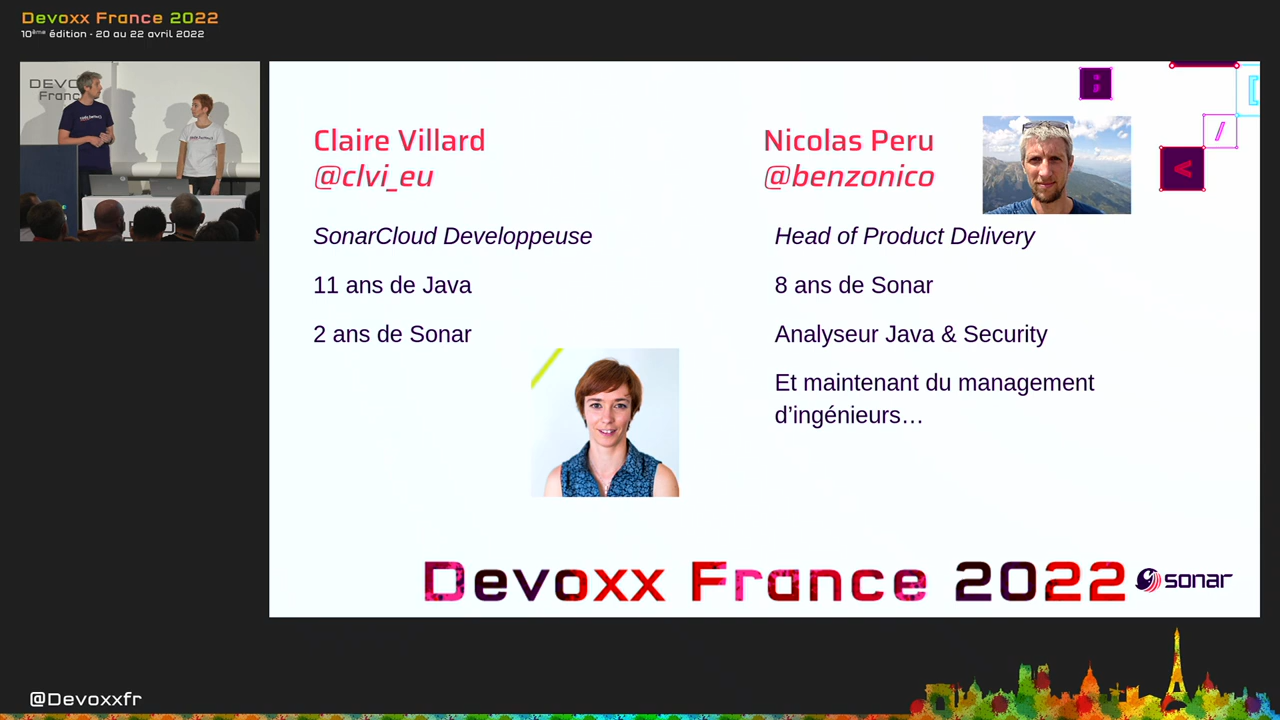 Devoxx France 2022
10ème édition - 20 au 22 avril 2022
DEVO
Franc
Claire Villard
@clvi_eu
SonarCloud Developpeuse
11 ans de Java
2 ans de Sonar
Nicolas Peru
@benzonico
Head of Product Delivery
8 ans de Sonar
Analyseur Java & Security
Et maintenant du management
d’ingénieurs…
;
/
<
Devoxx France 2022
sonar
@Devoxxfr